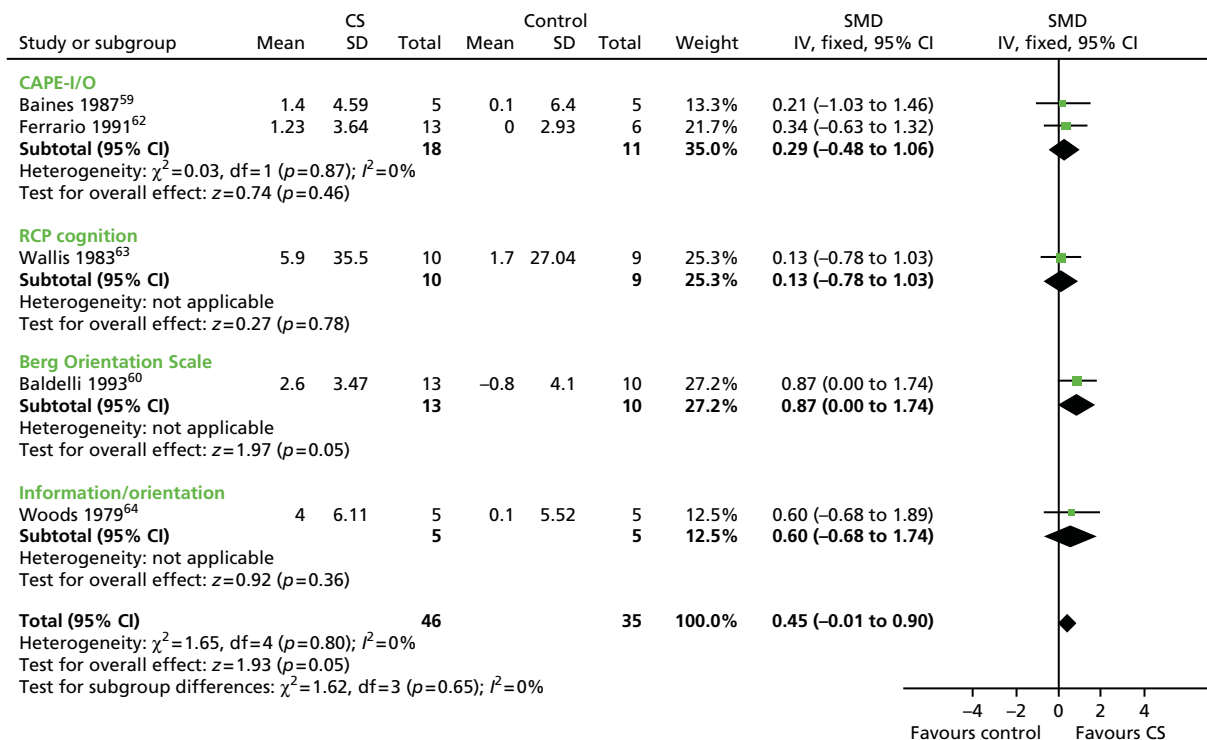 CS Control SMD SMD
Study or subgroup Mean SD Total Mean SD Total Weight IV, fixed, 95% CI IV, fixed, 95% CI
CAPE-I/O
Baines 1987⁵⁹ 1.4 4.59 5 0.1 6.4 5 13.3% 0.21 (–1.03 to 1.46)
Ferrario 1991⁶² 1.23 3.64 13 0 2.93 6 21.7% 0.34 (–0.63 to 1.32)
Subtotal (95% CI) 18 11 35.0% 0.29 (–0.48 to 1.06)
Heterogeneity: χ²=0.03, df=1 (p=0.87); I²=0%
Test for overall effect: z=0.74 (p=0.46)
RCP cognition
Wallis 1983⁶³ 5.9 35.5 10 1.7 27.04 9 25.3% 0.13 (–0.78 to 1.03)
Subtotal (95% CI) 10 9 25.3% 0.13 (–0.78 to 1.03)
Heterogeneity: not applicable
Test for overall effect: z=0.27 (p=0.78)
Berg Orientation Scale
Baldelli 1993⁶⁰ 2.6 3.47 13 –0.8 4.1 10 27.2% 0.87 (0.00 to 1.74)
Subtotal (95% CI) 13 10 27.2% 0.87 (0.00 to 1.74)
Heterogeneity: not applicable
Test for overall effect: z=1.97 (p=0.05)
Information/orientation
Woods 1979⁶⁴ 4 6.11 5 0.1 5.52 5 12.5% 0.60 (–0.68 to 1.89)
Subtotal (95% CI) 5 5 12.5% 0.60 (–0.68 to 1.74)
Heterogeneity: not applicable
Test for overall effect: z=0.92 (p=0.36)
Total (95% CI) 46 35 100.0% 0.45 (–0.01 to 0.90)
Heterogeneity: χ²=1.65, df=4 (p=0.80); I²=0%
Test for overall effect: z=1.93 (p=0.05)
Test for subgroup differences: χ²=1.62, df=3 (p=0.65); I²=0%
–4 –2 0 2 4
Favours control Favours CS